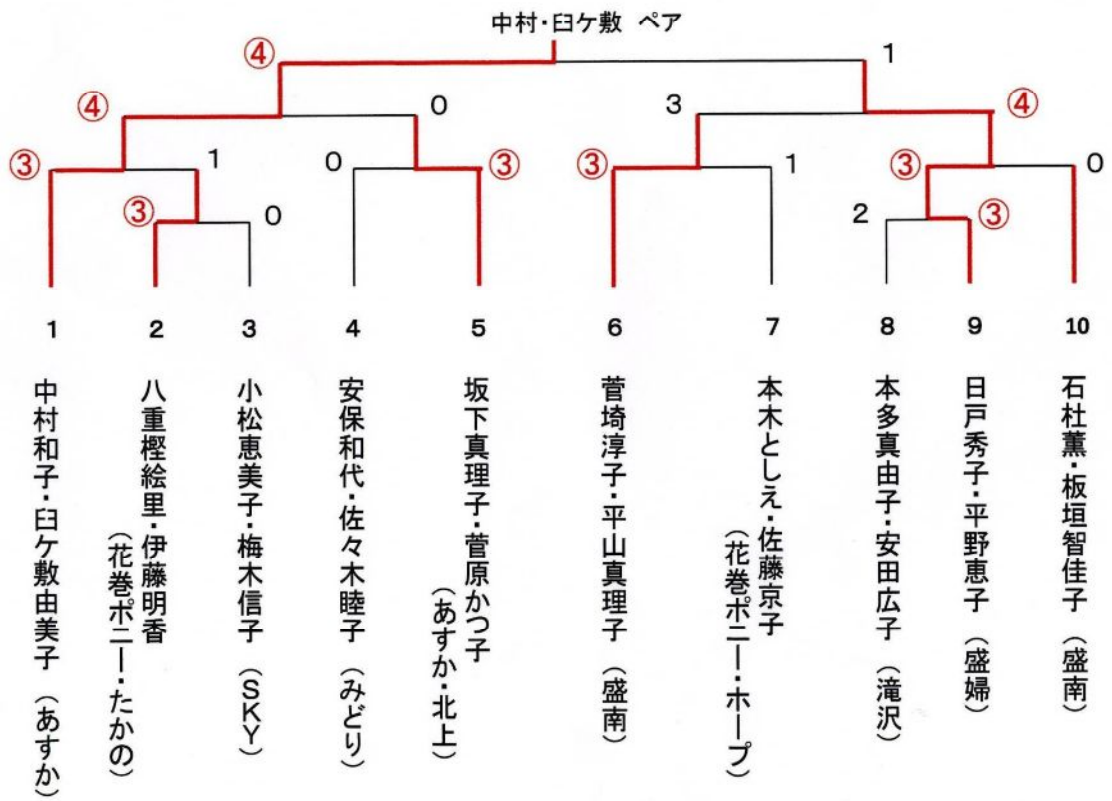 中村・臼ケ敷 ペア
④ 1
④ 0 3 ④
③ 1 0 ③ ③ 1 ③ 0
③ 0 2 ③
1 2 3 4 5 6 7 8 9 10
中村和子・臼ケ敷由美子（あすか）
八重樫絵里・伊藤明香
（花巻ポニー・たかの）
小松恵美子・梅木信子（SKY）
安保和代・佐々木睦子（みどり）
坂下真理子・菅原かつ子
（あすか・北上）
菅埼淳子・平山真理子（盛南）
本木としえ・佐藤京子
（花巻ポニー・ホープ）
本多真由子・安田広子（滝沢）
日戸秀子・平野恵子（盛婦）
石杜薫・板垣智佳子（盛南）